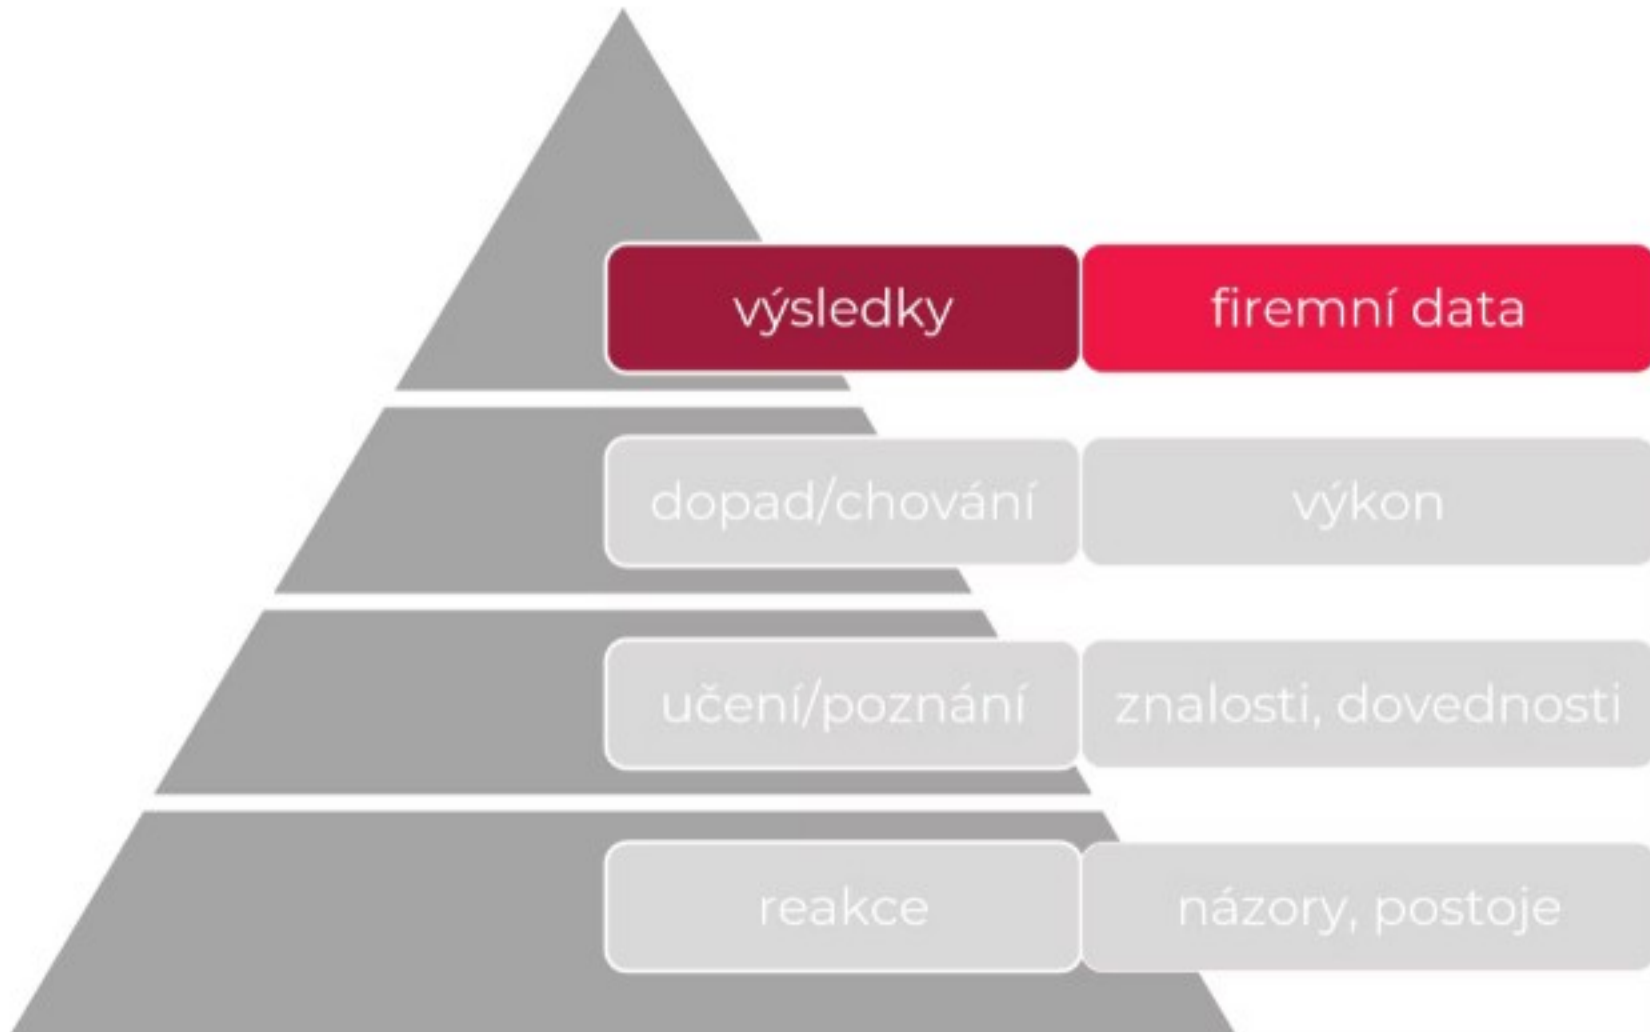 výsledky firemní data
dopad/chování výkon
učení/poznání znalosti, dovednosti
reakce názory, postoje